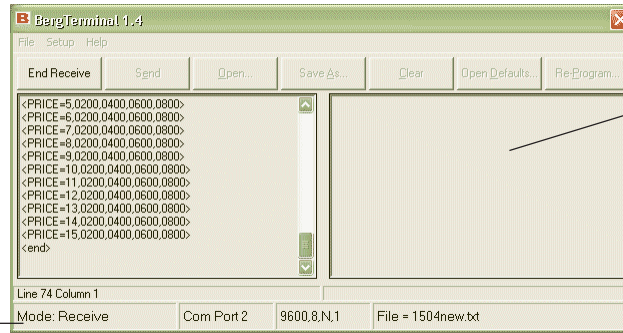 BergTerminal 1.4
File Setup Help
End Receive Send Open... Save As... Clear Open Defaults... Re-Program...
<PRICE=5,0200,0400,0600,0800>
<PRICE=6,0200,0400,0600,0800>
<PRICE=7,0200,0400,0600,0800>
<PRICE=8,0200,0400,0600,0800>
<PRICE=9,0200,0400,0600,0800>
<PRICE=10,0200,0400,0600,0800>
<PRICE=11,0200,0400,0600,0800>
<PRICE=12,0200,0400,0600,0800>
<PRICE=13,0200,0400,0600,0800>
<PRICE=14,0200,0400,0600,0800>
<PRICE=15,0200,0400,0600,0800>
<end>
Line 74 Column 1
Mode: Receive Com Port 2 9600,8,N,1 File = 1504new.txt